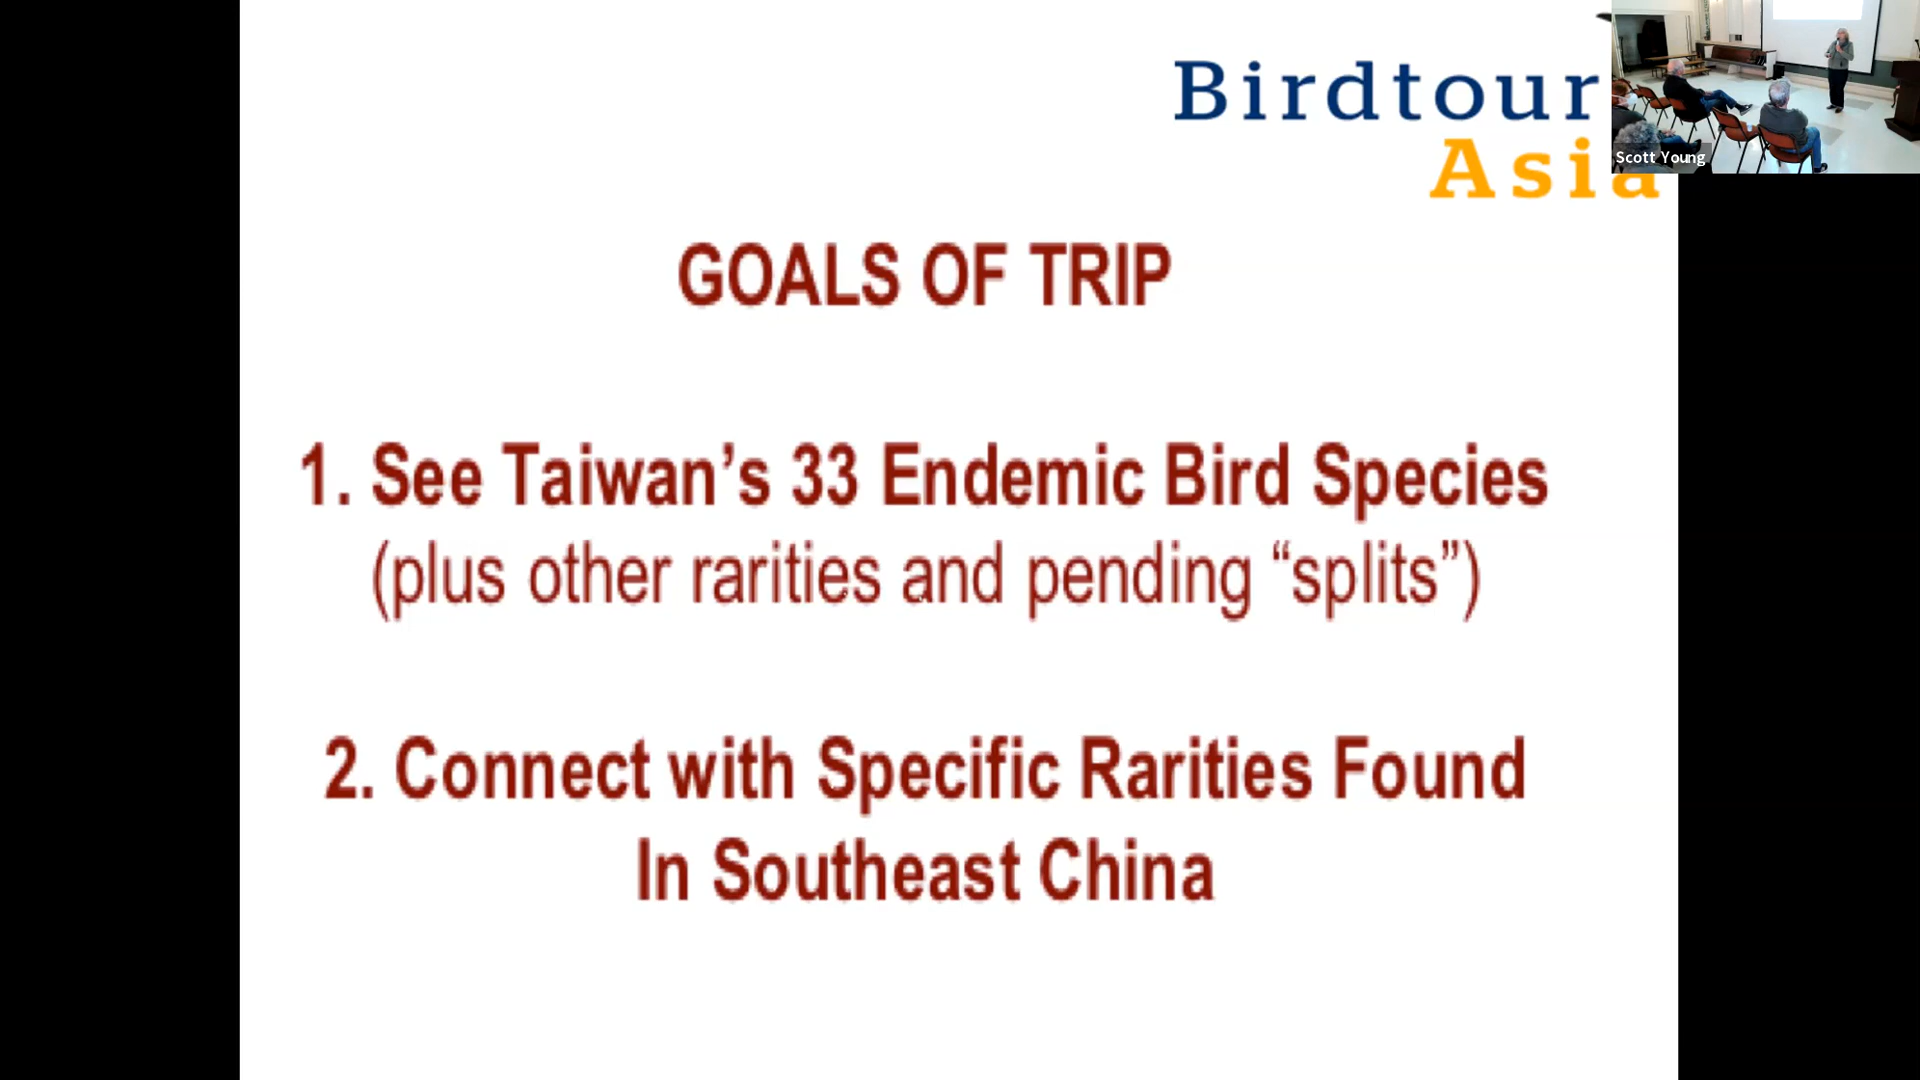 Birdtour
Asia
Scott Young
GOALS OF TRIP
1. See Taiwan’s 33 Endemic Bird Species
(plus other rarities and pending “splits”)
2. Connect with Specific Rarities Found
In Southeast China